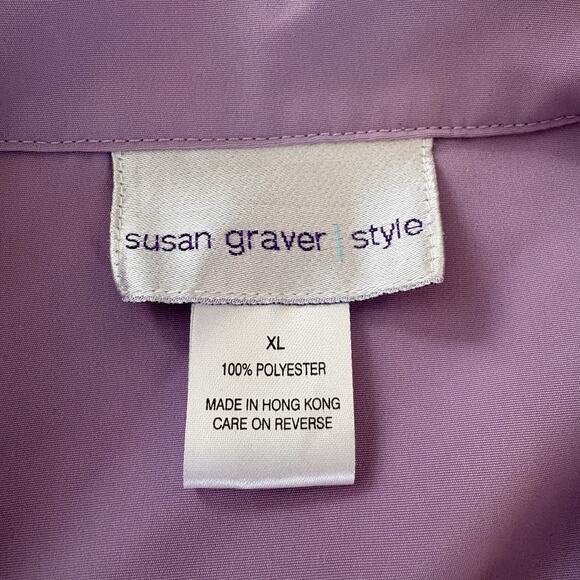 susan graver | style
XL
100% POLYESTER
MADE IN HONG KONG
CARE ON REVERSE